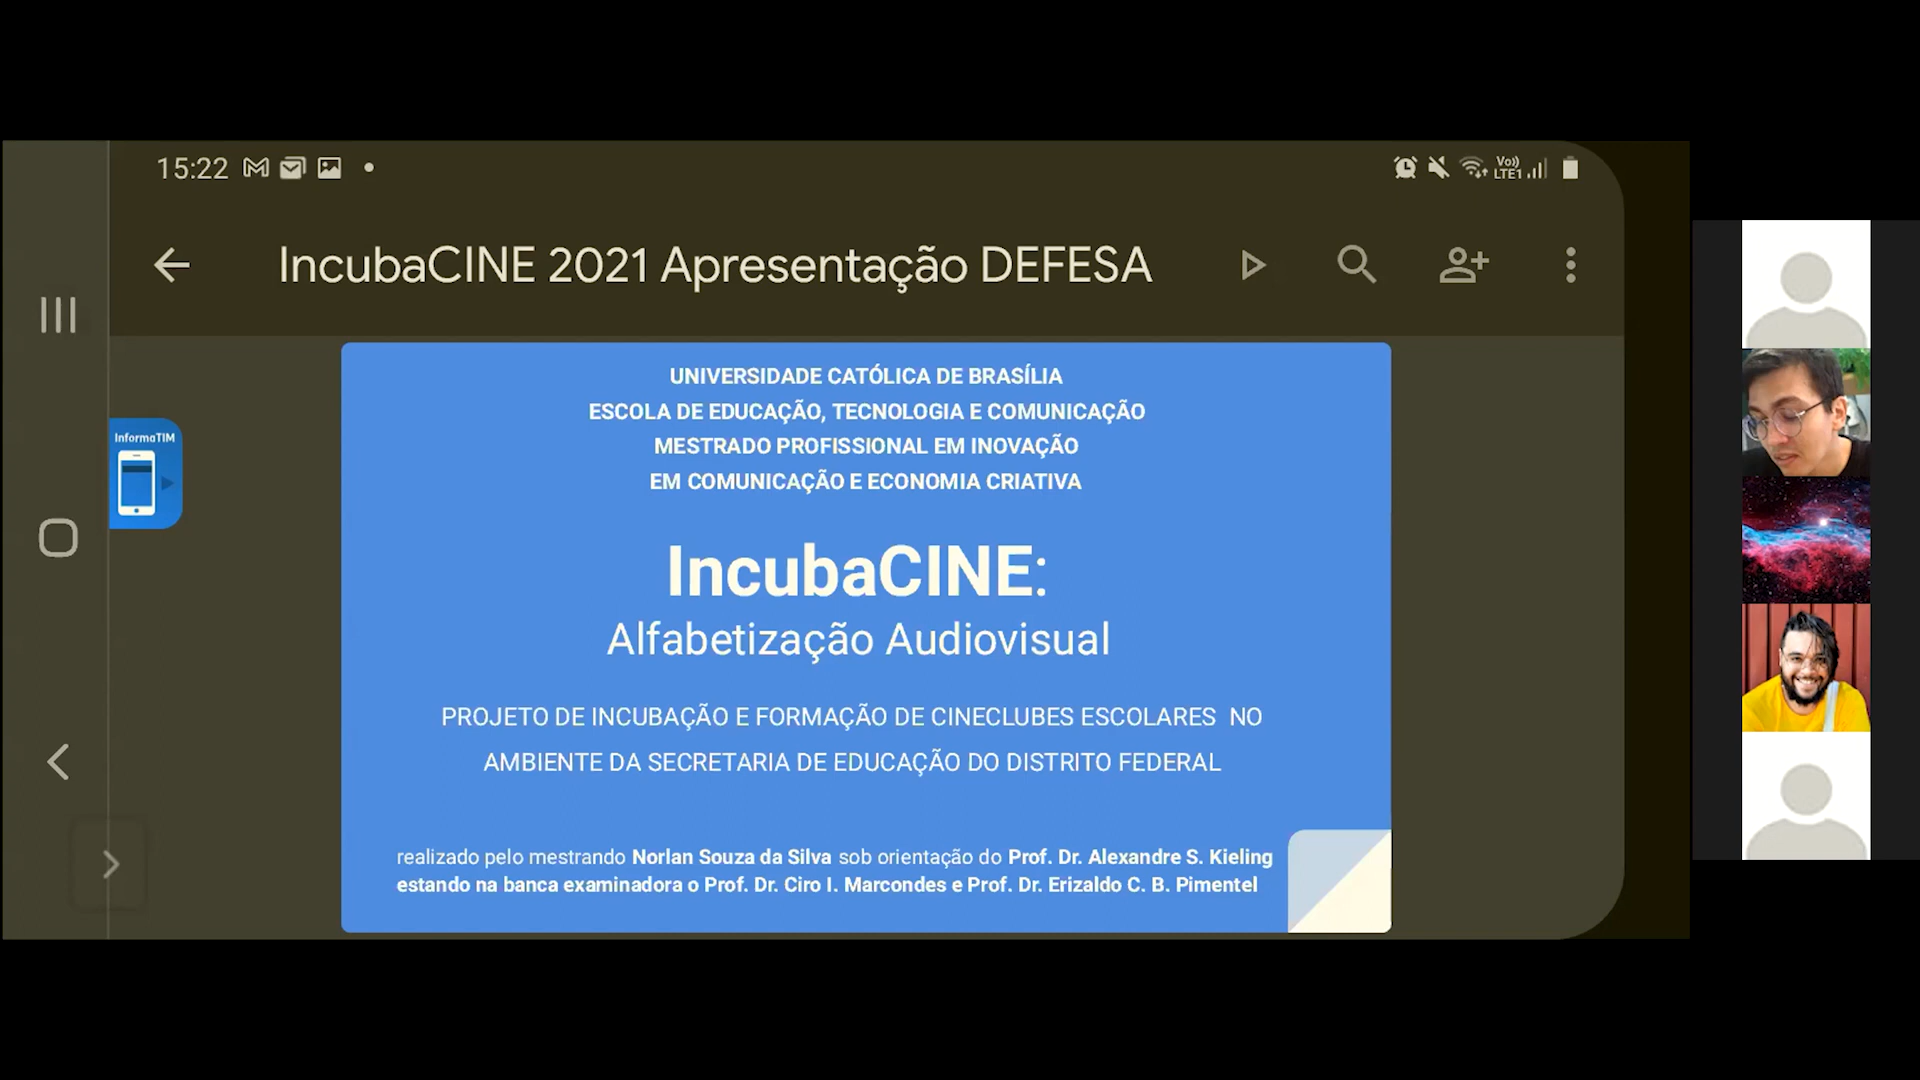 15:22
Vo))
LTE1
IncubaCINE 2021 Apresentação DEFESA
InformaTIM
UNIVERSIDADE CATÓLICA DE BRASÍLIA
ESCOLA DE EDUCAÇÃO, TECNOLOGIA E COMUNICAÇÃO
MESTRADO PROFISSIONAL EM INOVAÇÃO
EM COMUNICAÇÃO E ECONOMIA CRIATIVA
IncubaCINE:
Alfabetização Audiovisual
PROJETO DE INCUBAÇÃO E FORMAÇÃO DE CINECLUBES ESCOLARES NO
AMBIENTE DA SECRETARIA DE EDUCAÇÃO DO DISTRITO FEDERAL
realizado pelo mestrando Norlan Souza da Silva sob orientação do Prof. Dr. Alexandre S. Kieling
estando na banca examinadora o Prof. Dr. Ciro I. Marcondes e Prof. Dr. Erizaldo C. B. Pimentel